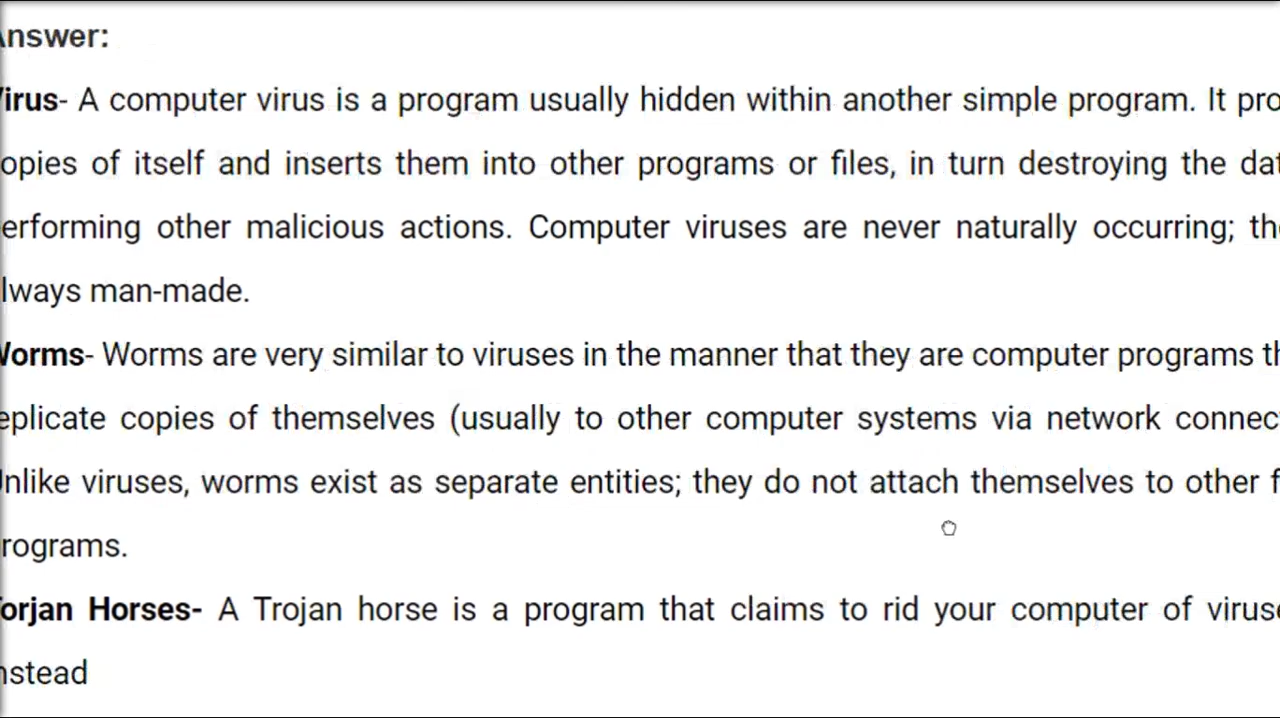 Answer:
Virus- A computer virus is a program usually hidden within another simple program. It pro
opies of itself and inserts them into other programs or files, in turn destroying the dat
erforming other malicious actions. Computer viruses are never naturally occurring; the
lways man-made.
Worms- Worms are very similar to viruses in the manner that they are computer programs th
eplicate copies of themselves (usually to other computer systems via network connec
Unlike viruses, worms exist as separate entities; they do not attach themselves to other f
rograms.
Torjan Horses- A Trojan horse is a program that claims to rid your computer of viruse
nstead